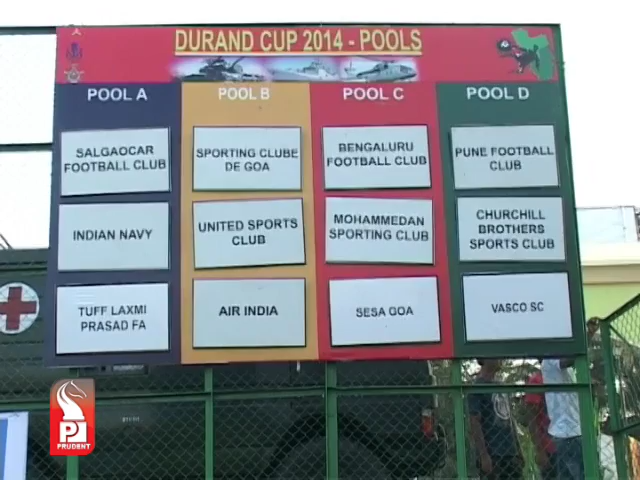 DURAND CUP 2014 - POOLS
POOL A
SALGAOCAR
FOOTBALL CLUB
INDIAN NAVY
TUFF LAXMI
PRASAD FA
POOL B
SPORTING CLUBE
DE GOA
UNITED SPORTS
CLUB
AIR INDIA
POOL C
BENGALURU
FOOTBALL CLUB
MOHAMMEDAN
SPORTING CLUB
SESA GOA
POOL D
PUNE FOOTBALL
CLUB
CHURCHILL
BROTHERS
SPORTS CLUB
VASCO SC
P
PRUDENT